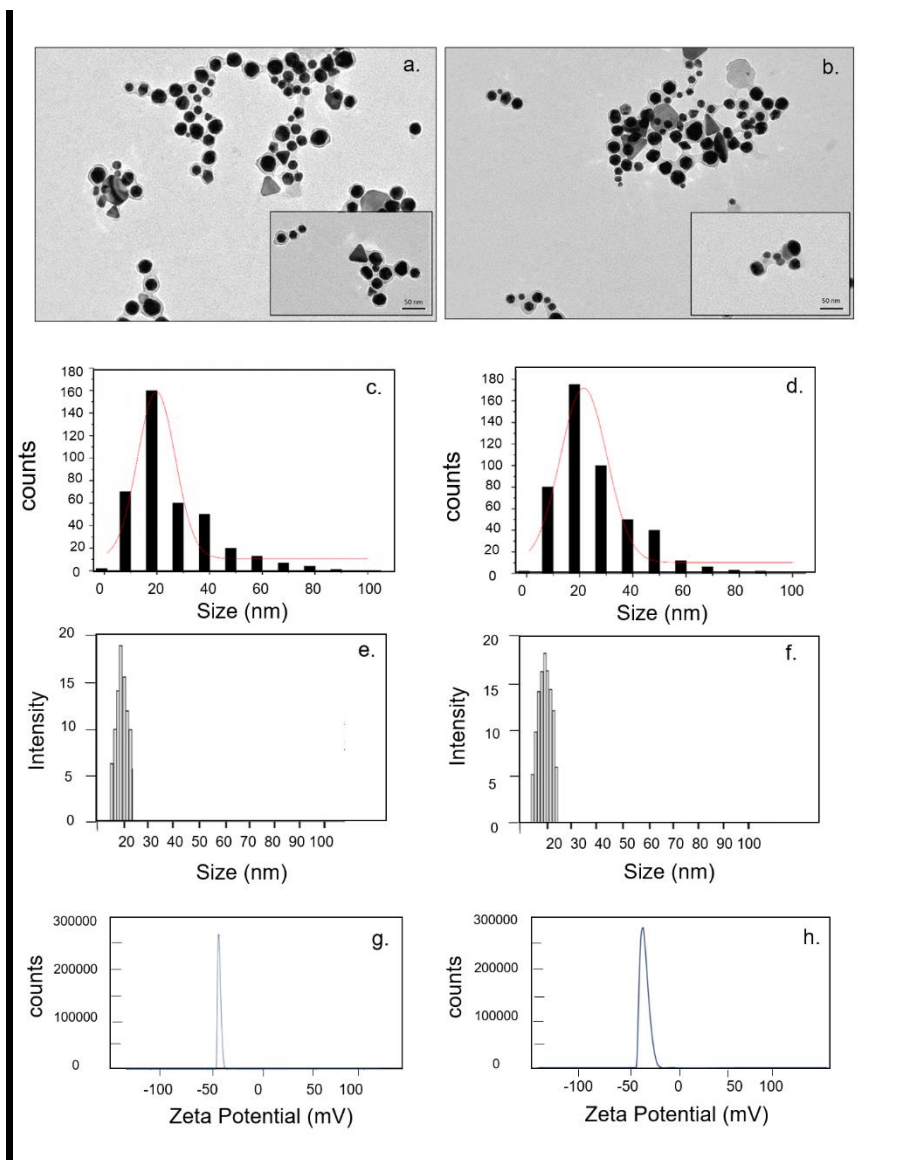 a.
50 nm
b.
50 nm
counts
180
160
140
120
100
80
60
40
20
0
c.
0 20 40 60 80 100
Size (nm)
counts
180
160
140
120
100
80
60
40
20
0
d.
0 20 40 60 80 100
Size (nm)
Intensity
20
15
10
5
0
e.
20 30 40 50 60 70 80 90 100
Size (nm)
Intensity
20
15
10
5
0
f.
20 30 40 50 60 70 80 90 100
Size (nm)
counts
300000
200000
100000
0
g.
-100 -50 0 50 100
Zeta Potential (mV)
counts
300000
200000
100000
0
h.
-100 -50 0 50 100
Zeta Potential (mV)